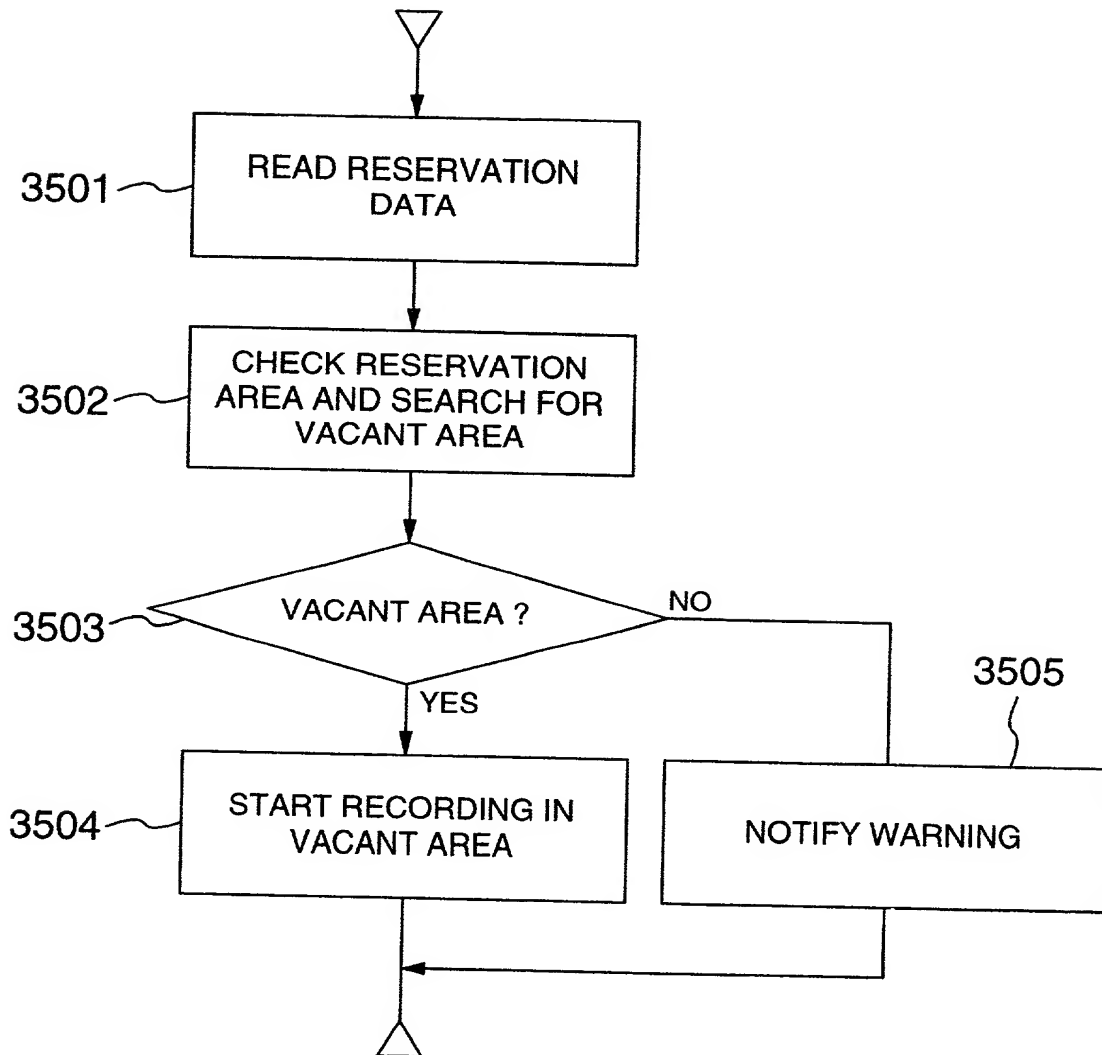 3501
READ RESERVATION
DATA
3502
CHECK RESERVATION
AREA AND SEARCH FOR
VACANT AREA
3503
VACANT AREA ?
NO
YES
3505
3504
START RECORDING IN
VACANT AREA
NOTIFY WARNING